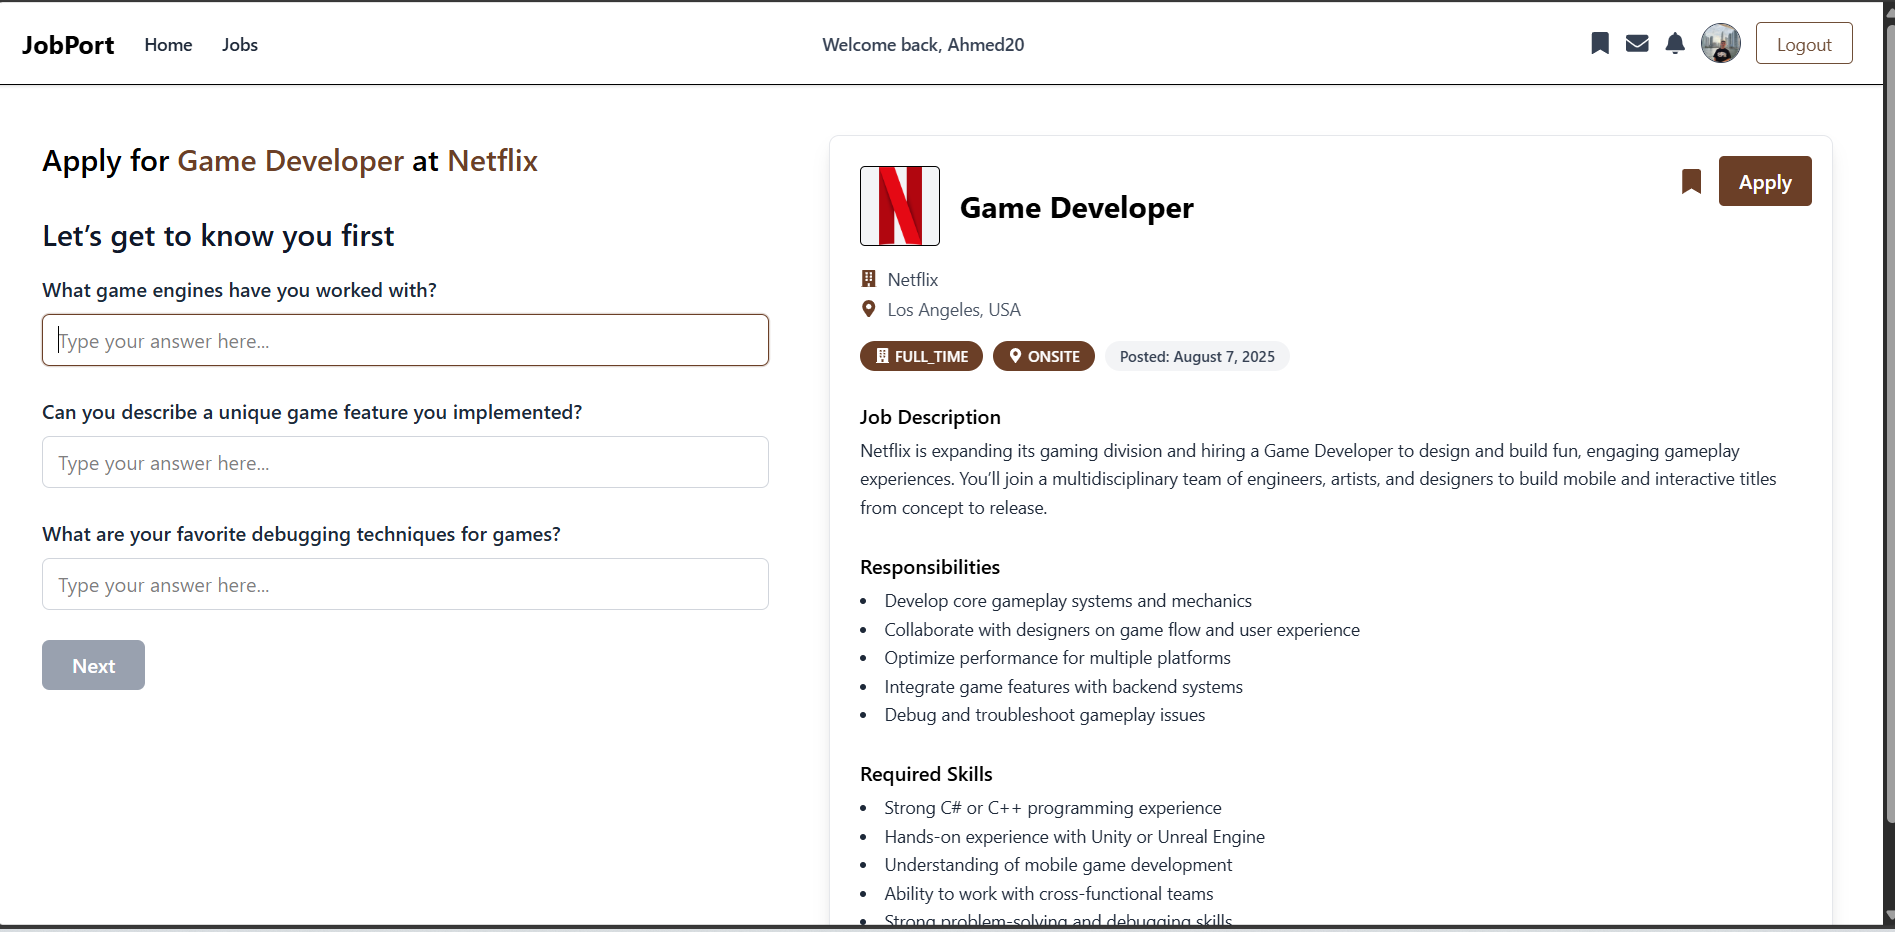 JobPort
Home
Jobs
Welcome back, Ahmed20
Logout
Apply for Game Developer at Netflix
Let’s get to know you first
What game engines have you worked with?
Type your answer here...
Can you describe a unique game feature you implemented?
Type your answer here...
What are your favorite debugging techniques for games?
Type your answer here...
Next
Apply
Game Developer
Netflix
Los Angeles, USA
FULL_TIME
ONSITE
Posted: August 7, 2025
Job Description
Netflix is expanding its gaming division and hiring a Game Developer to design and build fun, engaging gameplay
experiences. You’ll join a multidisciplinary team of engineers, artists, and designers to build mobile and interactive titles
from concept to release.
Responsibilities
• Develop core gameplay systems and mechanics
• Collaborate with designers on game flow and user experience
• Optimize performance for multiple platforms
• Integrate game features with backend systems
• Debug and troubleshoot gameplay issues
Required Skills
• Strong C# or C++ programming experience
• Hands-on experience with Unity or Unreal Engine
• Understanding of mobile game development
• Ability to work with cross-functional teams
• Strong problem-solving and debugging skills